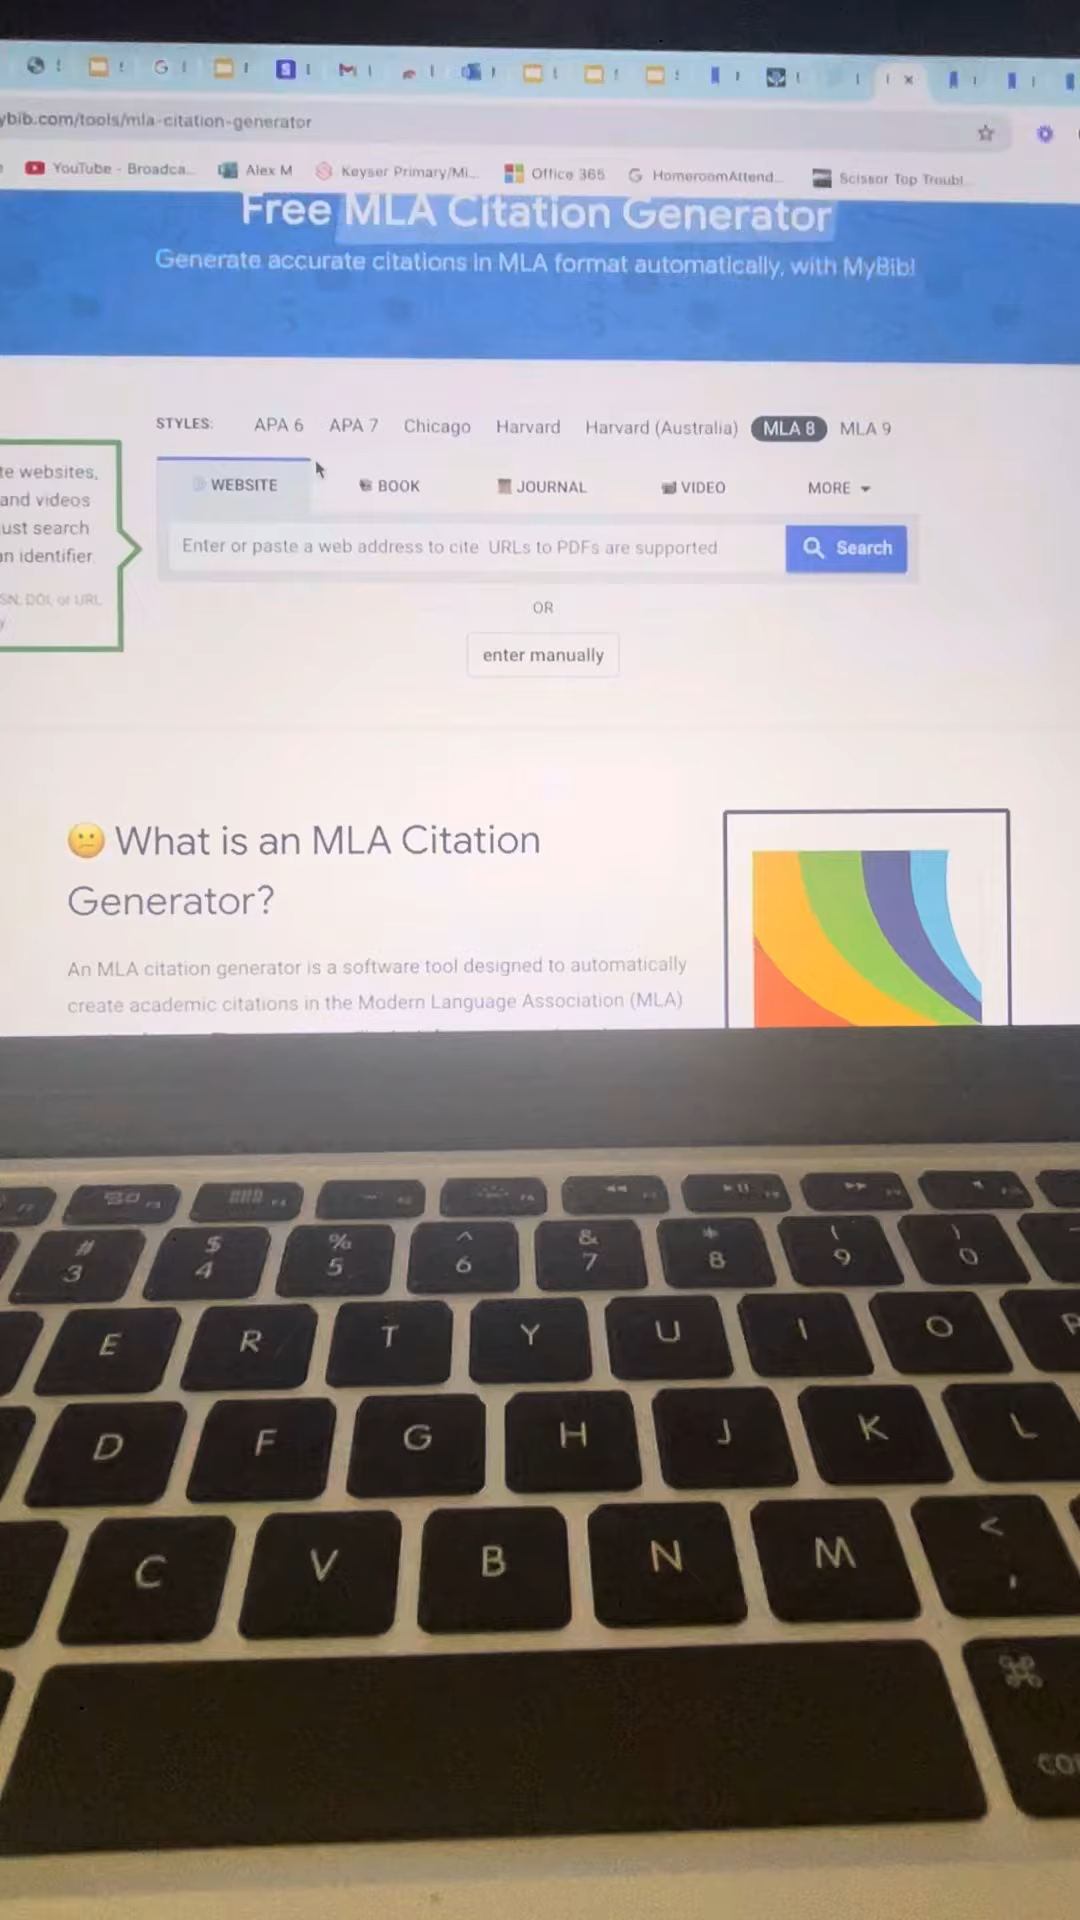 ybib.com/tools/mla-citation-generator
YouTube - Broadca... Alex M Keyser Primary/Mi... Office 365 HomeroomAttend... Scissor Top Troubl...
Free MLA Citation Generator
Generate accurate citations in MLA format automatically, with MyBib!
STYLES: APA 6 APA 7 Chicago Harvard Harvard (Australia) MLA 8 MLA 9
te websites,
and videos
ust search
an identifier.
SN, DOI, or URL
y
WEBSITE BOOK JOURNAL VIDEO MORE
Enter or paste a web address to cite URLs to PDFs are supported
Search
OR
enter manually
What is an MLA Citation
Generator?
An MLA citation generator is a software tool designed to automatically
create academic citations in the Modern Language Association (MLA)
# $ % ^ & * ( )
3 4 5 6 7 8 9 0
E R T Y U I O P
D F G H J K L
C V B N M < ,
⌘